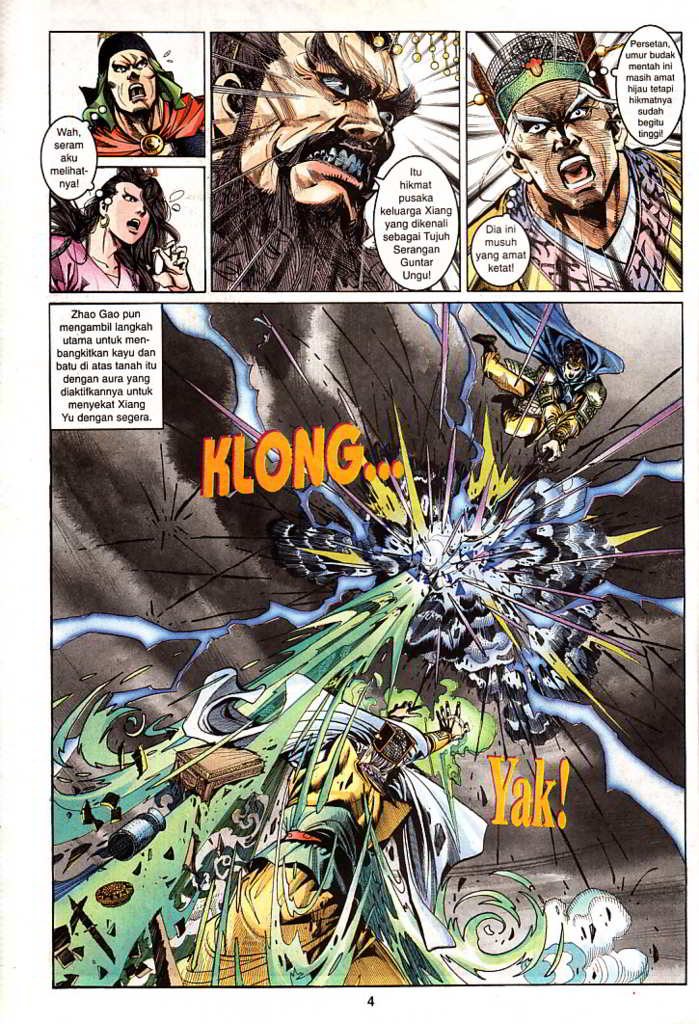 Wah,
seram
aku
melihat-
nya!
Itu
hikmat
pusaka
keluarga Xiang
yang dikenali
sebagai Tujuh
Serangan
Guntar
Ungu!
Persetan,
umur budak
mentah ini
masih amat
hijau tetapi
hikmatnya
sudah
begitu
tinggi!
Dia ini
musuh
yang amat
ketat!
Zhao Gao pun
mengambil langkah
utama untuk mem-
bangkitkan kayu dan
batu di atas tanah itu
dengan aura yang
diaktifkannya untuk
menyekat Xiang
Yu dengan segera.
KLONG...
Yak!
4